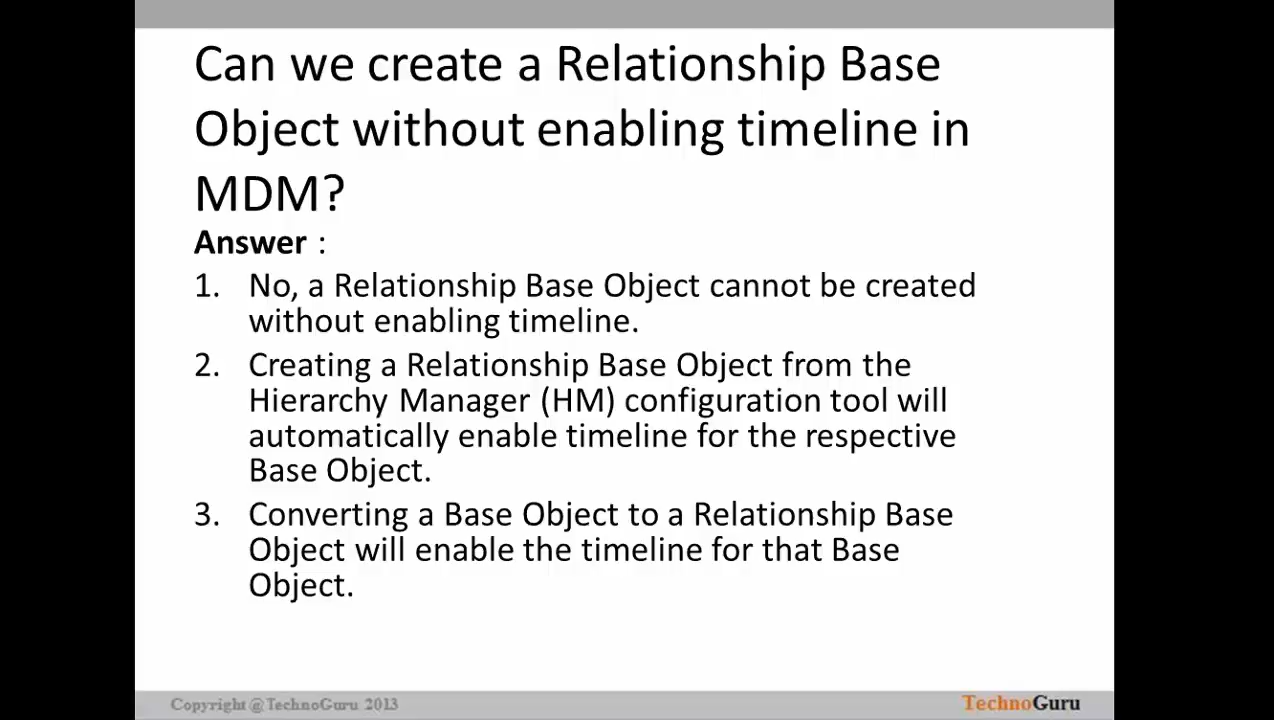 Can we create a Relationship Base
Object without enabling timeline in
MDM?
Answer :
1. No, a Relationship Base Object cannot be created
without enabling timeline.
2. Creating a Relationship Base Object from the
Hierarchy Manager (HM) configuration tool will
automatically enable timeline for the respective
Base Object.
3. Converting a Base Object to a Relationship Base
Object will enable the timeline for that Base
Object.
Copyright @ TechnoGuru 2013
TechnoGuru